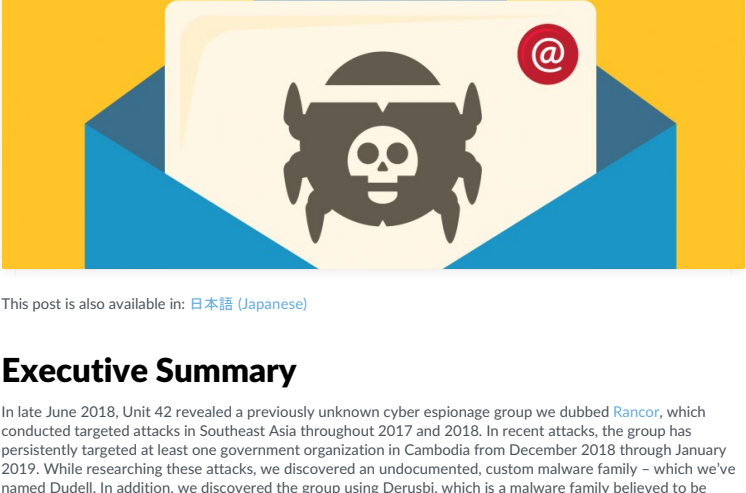 @
This post is also available in: 日本語 (Japanese)
Executive Summary
In late June 2018, Unit 42 revealed a previously unknown cyber espionage group we dubbed Rancor, which
conducted targeted attacks in Southeast Asia throughout 2017 and 2018. In recent attacks, the group has
persistently targeted at least one government organization in Cambodia from December 2018 through January
2019. While researching these attacks, we discovered an undocumented, custom malware family – which we’ve
named Dudell. In addition, we discovered the group using Derusbi, which is a malware family believed to be